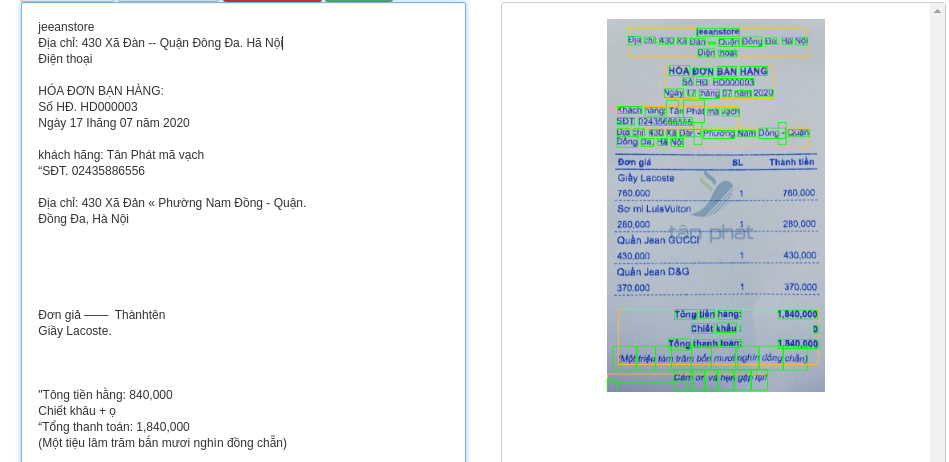 jeeanstore
Địa chỉ: 430 Xã Đàn -- Quận Đông Đa. Hã Nội
Điện thoại
HÓA ĐƠN BẠN HÀNG:
Số HĐ. HD000003
Ngày 17 Iháng 07 năm 2020
khách hãng: Tân Phát mã vạch
“SĐT. 02435886556
Địa chỉ: 430 Xã Đản « Phường Nam Đồng - Quận.
Đồng Đa, Hà Nội
Đơn giả —— Thànhtên
Giầy Lacoste.
"Tông tiền hằng: 840,000
Chiết khâu + ọ
“Tổng thanh toán: 1,840,000
(Một tiệu lâm trăm bắn mươi nghìn đồng chẵn)
jeeanstore
Địa chỉ: 430 Xã Đàn -- Quận Đống Đa. Hà Nội
Điện thoại
HÓA ĐƠN BÁN HÀNG
Số HĐ: HD000003
Ngày 17 tháng 07 năm 2020
Khách hàng: Tân Phát mã vạch
SĐT 02435886556
Địa chỉ 430 Xã Đàn - Phường Nam Đồng - Quận
Đống Đa, Hà Nội
Đơn giá SL Thành tiền
Giầy Lacoste
760,000 1 760,000
Sơ mi LuisVuiton
280,000 1 280,000
tân phát
Quần Jean GUCCI
430,000 1 430,000
Quần Jean D&G
370,000 1 370,000
Tổng tiền hàng: 1,840,000
Chiết khấu : 0
Tổng thanh toán: 1,840,000
(Một triệu tám trăm bốn mươi nghìn đồng chẵn)
Cảm ơn và hẹn gặp lại!